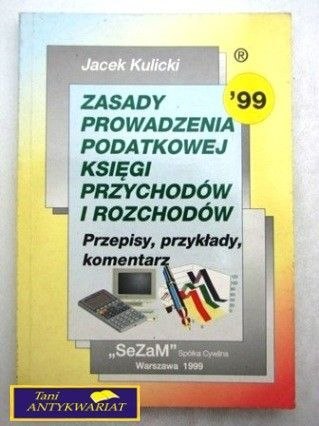 Jacek Kulicki
®
'99
ZASADY
PROWADZENIA
PODATKOWEJ
KSIĘGI
PRZYCHODÓW
I ROZCHODÓW
Przepisy, przykłady,
komentarz
„SeZaM" Spółka Cywilna
Warszawa 1999
Tani
ANTYKWARIAT